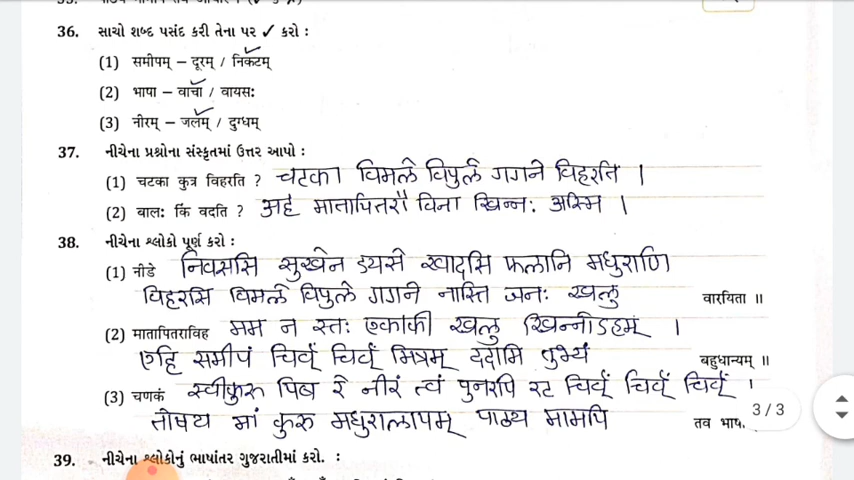 36. સાચો શબ્દ પસંદ કરી તેના પર ✓ કરો :
(1) समीपम् – दूरम् / निकटम्
(2) भाषा – वाचा / वायसः
(3) नीरम् – जलम् / दुग्धम्
37. નીચેના પ્રશ્નોના સંસ્કૃતમાં ઉત્તર આપો :
(1) चटका कुत्र विहरति ? चटका विमले विपुले गगने विहरति ।
(2) बालः किं वदति ? अहं मातापितरौ विना खिन्नः अस्मि ।
38. નીચેના શ્લોકો પૂર્ણ કરો :
(1) नीडे निवससि सुखेन डयसे खादसि फलानि मधुराणि
विहरसि विमले विपुले गगने नास्ति जनः खलु वारयिता ॥
(2) मातापितराविह मम न स्तः एकाकी खलु खिन्नोऽहम् ।
एहि समीपं चिव्ँ चिव्ँ मित्रम् ददामि तुभ्यं बहुधान्यम् ॥
(3) चणकं स्वीकुरु पिब रे नीरं त्वं पुनरपि रट चिव्ँ चिव्ँ चिव्ँ ।
तोषय मां कुरु मधुरालापम् पाठय मामपि तव
3 / 3
39. નીચેના શ્લોકોનું ભાષાંતર ગુજરાતીમાં કરો. :